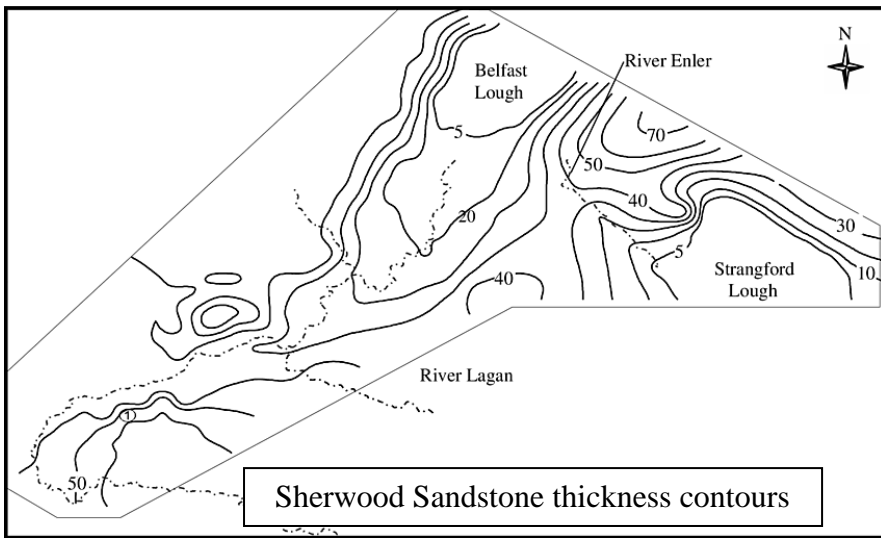 N
River Enler
Belfast
Lough
5
70
50
40
20
30
5
10
Strangford
Lough
40
River Lagan
1
50
Sherwood Sandstone thickness contours